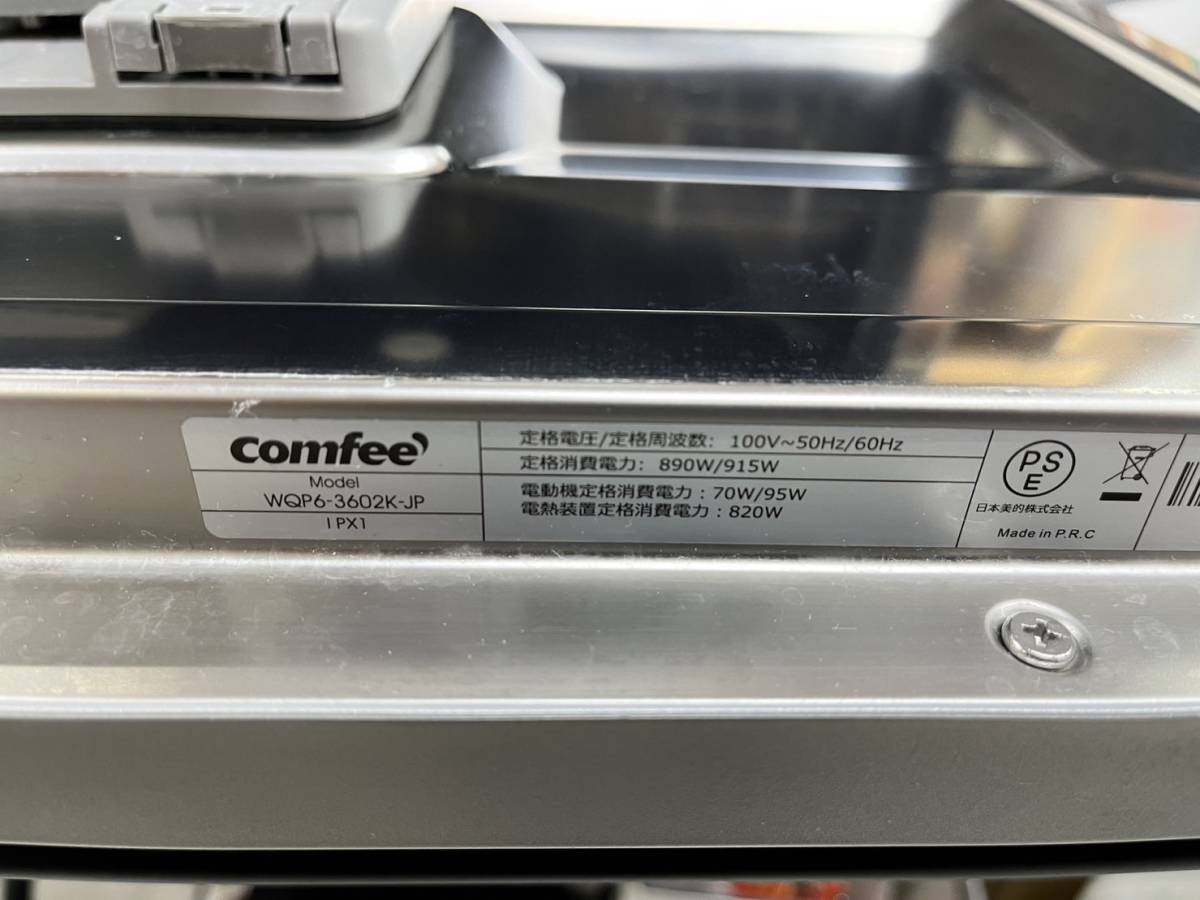 comfee
Model
WQP6-3602K-JP
IPX1
定格電圧/定格周波数: 100V~50Hz/60Hz
定格消費電力: 890W/915W
電動機定格消費電力:70W/95W
電熱装置定格消費電力:820W
PS
E
日本美的株式会社
Made in P.R.C